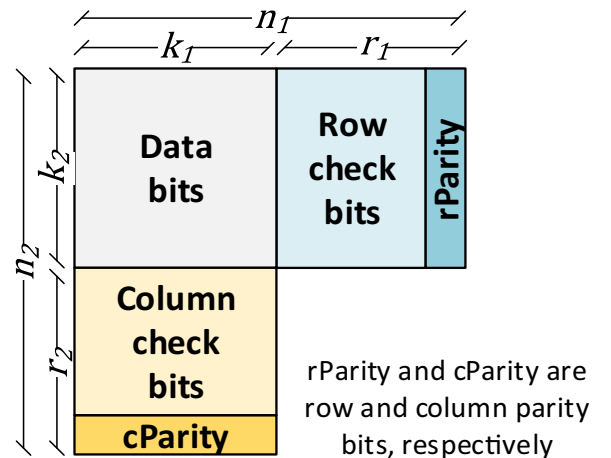 n1
k1
r1
Data
bits
Row
check
bits
rParity
k2
n2
Column
check
bits
r2
cParity
rParity and cParity are
row and column parity
bits, respectively